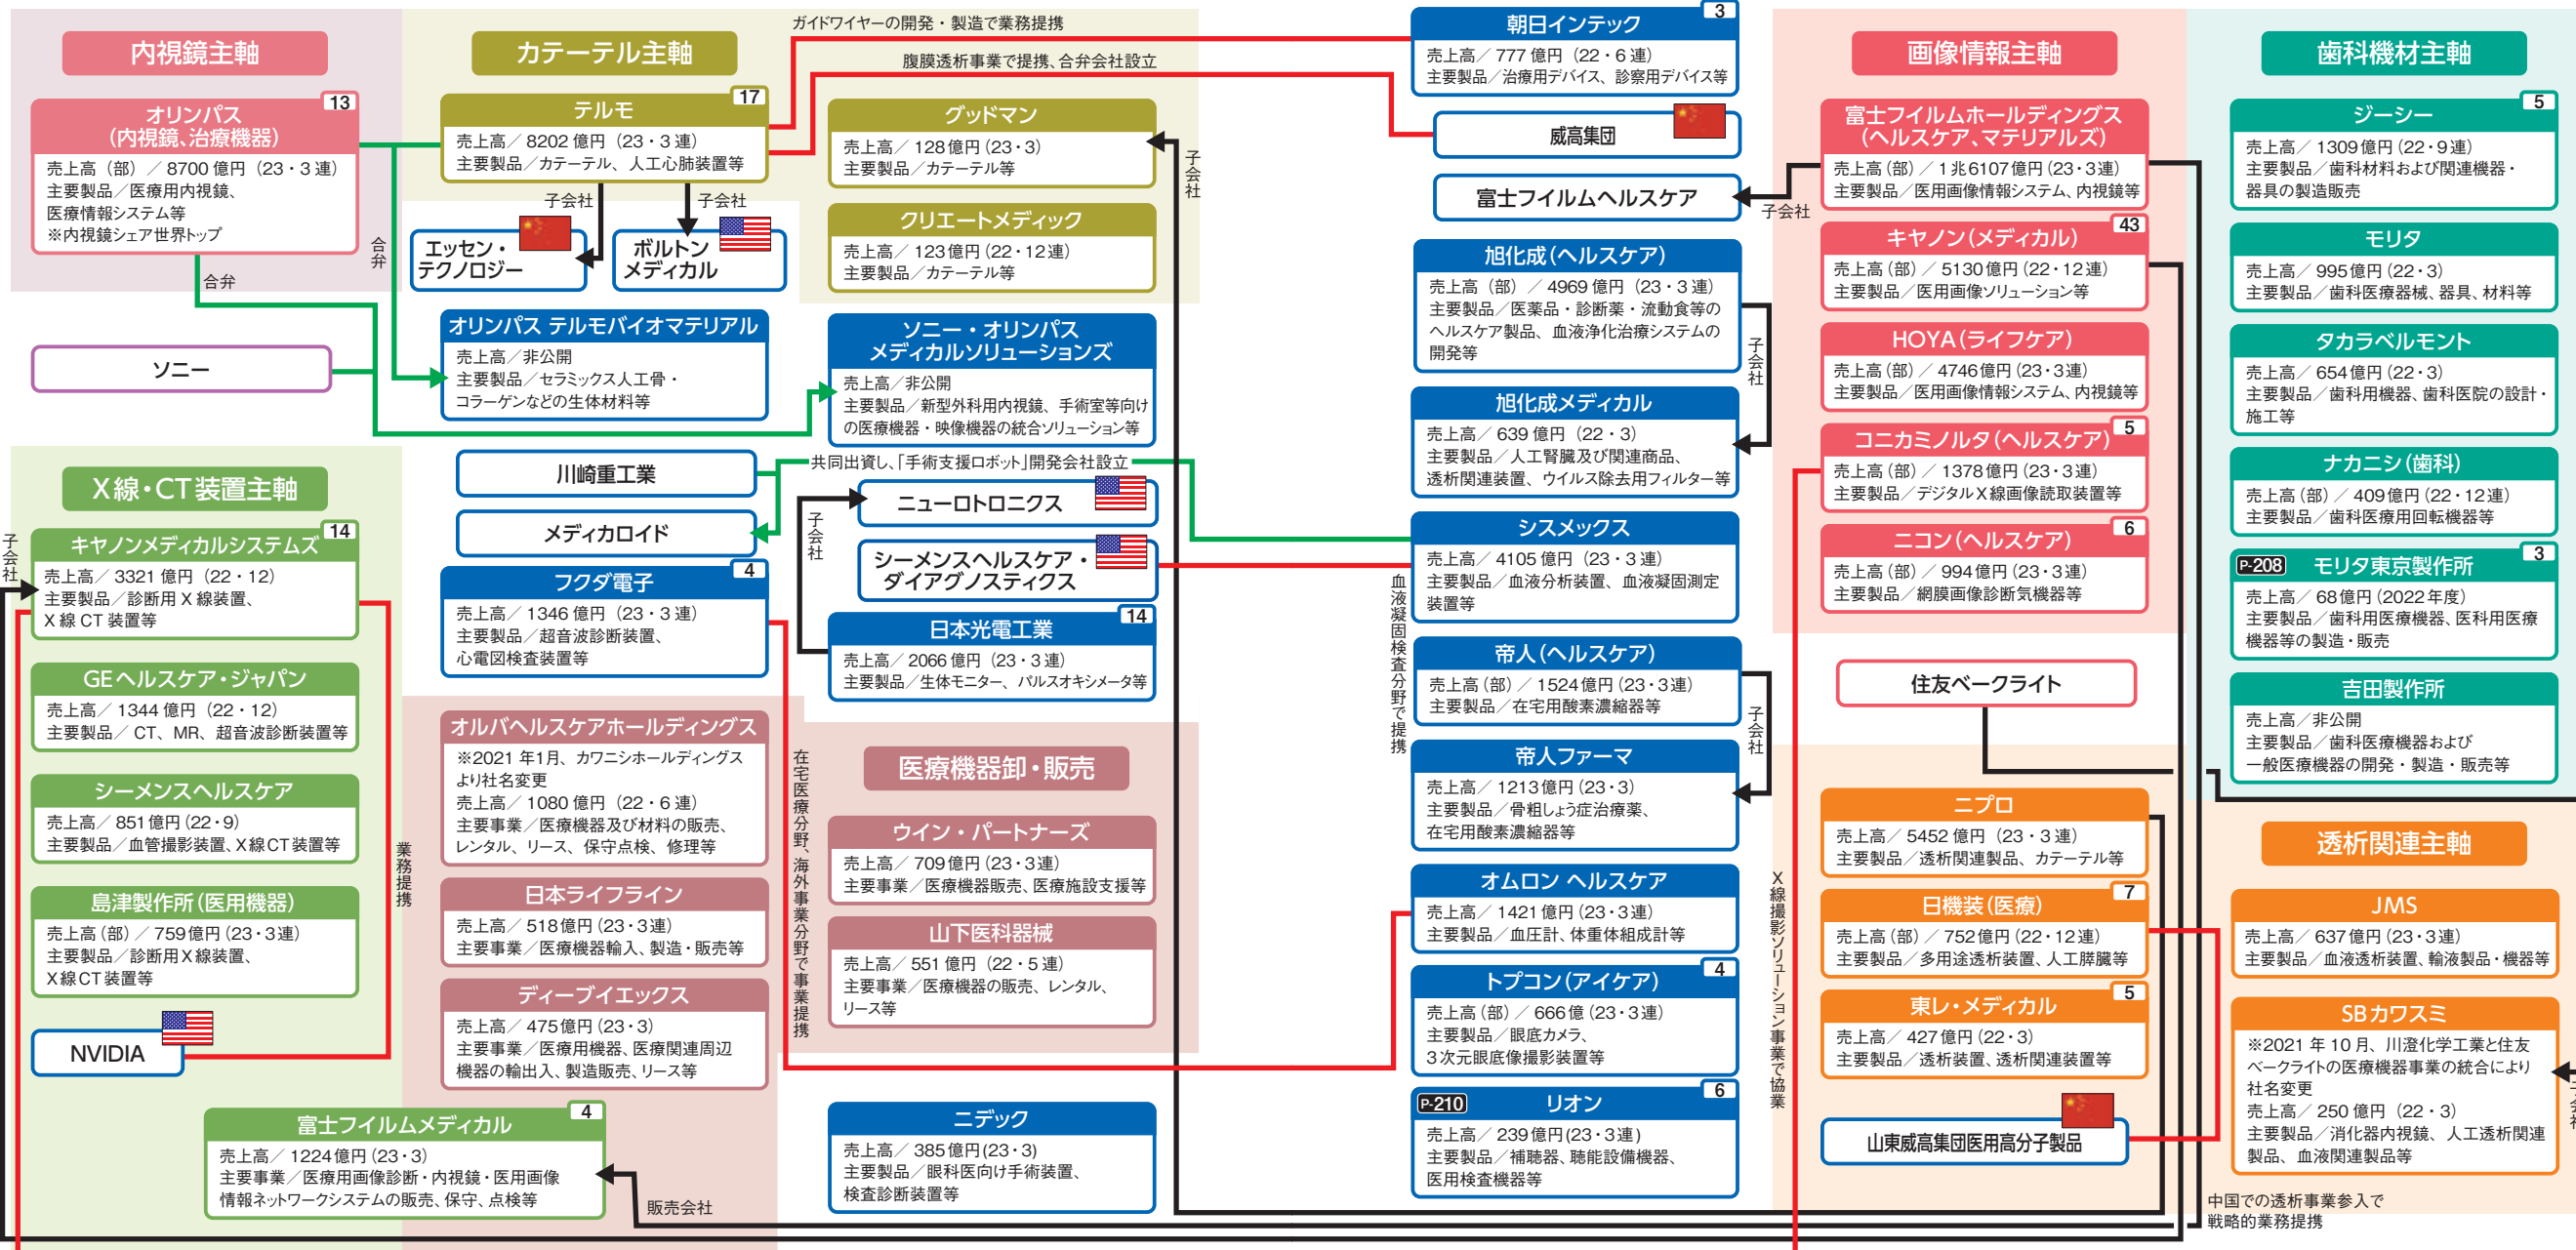 内視鏡主軸
オリンパス
(内視鏡、治療機器)
13
売上高(部)/8700億円(23・3連)
主要製品/医療用内視鏡、
医療情報システム等
※内視鏡シェア世界トップ
合弁
合弁
ソニー
カテーテル主軸
テルモ
17
売上高/8202億円(23・3連)
主要製品/カテーテル、人工心肺装置等
子会社
子会社
エッセン・
テクノロジー
ボルトン
メディカル
グッドマン
売上高/128億円(23・3)
主要製品/カテーテル等
子会社
クリエートメディック
売上高/123億円(22・12連)
主要製品/カテーテル等
ガイドワイヤーの開発・製造で業務提携
腹膜透析事業で提携、合弁会社設立
オリンパス テルモバイオマテリアル
売上高/非公開
主要製品/セラミックス人工骨・
コラーゲンなどの生体材料等
ソニー・オリンパス
メディカルソリューションズ
売上高/非公開
主要製品/新型外科用内視鏡、手術室等向け
の医療機器・映像機器の統合ソリューション等
川崎重工業
共同出資し、「手術支援ロボット」開発会社設立
メディカロイド
子会社
ニューロトロニクス
シーメンスヘルスケア・
ダイアグノスティクス
フクダ電子
4
売上高/1346億円(23・3連)
主要製品/超音波診断装置、
心電図検査装置等
日本光電工業
14
売上高/2066億円(23・3連)
主要製品/生体モニター、パルスオキシメータ等
X線・CT装置主軸
子会社
キヤノンメディカルシステムズ
14
売上高/3321億円(22・12)
主要製品/診断用X線装置、
X線CT装置等
GEヘルスケア・ジャパン
売上高/1344億円(22・12)
主要製品/CT、MR、超音波診断装置等
シーメンスヘルスケア
売上高/851億円(22・9)
主要製品/血管撮影装置、X線CT装置等
島津製作所(医用機器)
売上高(部)/759億円(23・3連)
主要製品/診断用X線装置、
X線CT装置等
NVIDIA
業務提携
富士フイルムメディカル
4
売上高/1224億円(23・3)
主要事業/医療用画像診断・内視鏡・医用画像
情報ネットワークシステムの販売、保守、点検等
販売会社
オルバヘルスケアホールディングス
※2021年1月、カワニシホールディングス
より社名変更
売上高/1080億円(22・6連)
主要事業/医療機器及び材料の販売、
レンタル、リース、保守点検、修理等
日本ライフライン
売上高/518億円(23・3連)
主要事業/医療機器輸入、製造・販売等
ディーブイエックス
売上高/475億円(23・3)
主要事業/医療用機器、医療関連周辺
機器の輸出入、製造販売、リース等
在宅医療分野、海外事業分野で事業提携
医療機器卸・販売
ウイン・パートナーズ
売上高/709億円(23・3連)
主要事業/医療機器販売、医療施設支援等
山下医科器械
売上高/551億円(22・5連)
主要事業/医療機器の販売、レンタル、
リース等
ニデック
売上高/385億円(23・3)
主要製品/眼科医向け手術装置、
検査診断装置等
朝日インテック
3
売上高/777億円(22・6連)
主要製品/治療用デバイス、診察用デバイス等
威高集団
富士フイルムヘルスケア
子会社
旭化成(ヘルスケア)
売上高(部)/4969億円(23・3連)
主要製品/医薬品・診断薬・流動食等の
ヘルスケア製品、血液浄化治療システムの
開発等
子会社
旭化成メディカル
売上高/639億円(22・3)
主要製品/人工腎臓及び関連商品、
透析関連装置、ウイルス除去用フィルター等
シスメックス
売上高/4105億円(23・3連)
主要製品/血液分析装置、血液凝固測定
装置等
血液凝固検査分野で提携
帝人(ヘルスケア)
売上高(部)/1524億円(23・3連)
主要製品/在宅用酸素濃縮器等
子会社
帝人ファーマ
売上高/1213億円(23・3)
主要製品/骨粗しょう症治療薬、
在宅用酸素濃縮器等
オムロン ヘルスケア
売上高/1421億円(23・3連)
主要製品/血圧計、体重体組成計等
トプコン(アイケア)
4
売上高(部)/666億(23・3連)
主要製品/眼底カメラ、
3次元眼底像撮影装置等
P-210
リオン
6
売上高/239億円(23・3連)
主要製品/補聴器、聴能設備機器、
医用検査機器等
画像情報主軸
富士フイルムホールディングス
(ヘルスケア、マテリアルズ)
売上高(部)/1兆6107億円(23・3連)
主要製品/医用画像情報システム、内視鏡等
キヤノン(メディカル)
43
売上高(部)/5130億円(22・12連)
主要製品/医用画像ソリューション等
HOYA(ライフケア)
売上高(部)/4746億円(23・3連)
主要製品/医用画像情報システム、内視鏡等
コニカミノルタ(ヘルスケア)
5
売上高(部)/1378億円(23・3連)
主要製品/デジタルX線画像読取装置等
ニコン(ヘルスケア)
6
売上高(部)/994億円(23・3連)
主要製品/網膜画像診断気機器等
住友ベークライト
X線撮影ソリューション事業で協業
ニプロ
売上高/5452億円(23・3連)
主要製品/透析関連製品、カテーテル等
日機装(医療)
7
売上高(部)/752億円(22・12連)
主要製品/多用途透析装置、人工膵臓等
東レ・メディカル
5
売上高/427億円(22・3)
主要製品/透析装置、透析関連装置等
山東威高集団医用高分子製品
中国での透析事業参入で
戦略的業務提携
歯科機材主軸
ジーシー
5
売上高/1309億円(22・9連)
主要製品/歯科材料および関連機器・
器具の製造販売
モリタ
売上高/995億円(22・3)
主要製品/歯科医療器械、器具、材料等
タカラベルモント
売上高/654億円(22・3)
主要製品/歯科用機器、歯科医院の設計・
施工等
ナカニシ(歯科)
売上高(部)/409億円(22・12連)
主要製品/歯科医療用回転機器等
P-208
モリタ東京製作所
3
売上高/68億円(2022年度)
主要製品/歯科用医療機器、医科用医療
機器等の製造・販売
吉田製作所
売上高/非公開
主要製品/歯科医療機器および
一般医療機器の開発・製造・販売等
透析関連主軸
JMS
売上高/637億円(23・3連)
主要製品/血液透析装置、輸液製品・機器等
SBカワスミ
※2021年10月、川澄化学工業と住友
ベークライトの医療機器事業の統合により
社名変更
売上高/250億円(22・3)
主要製品/消化器内視鏡、人工透析関連
製品、血液関連製品等